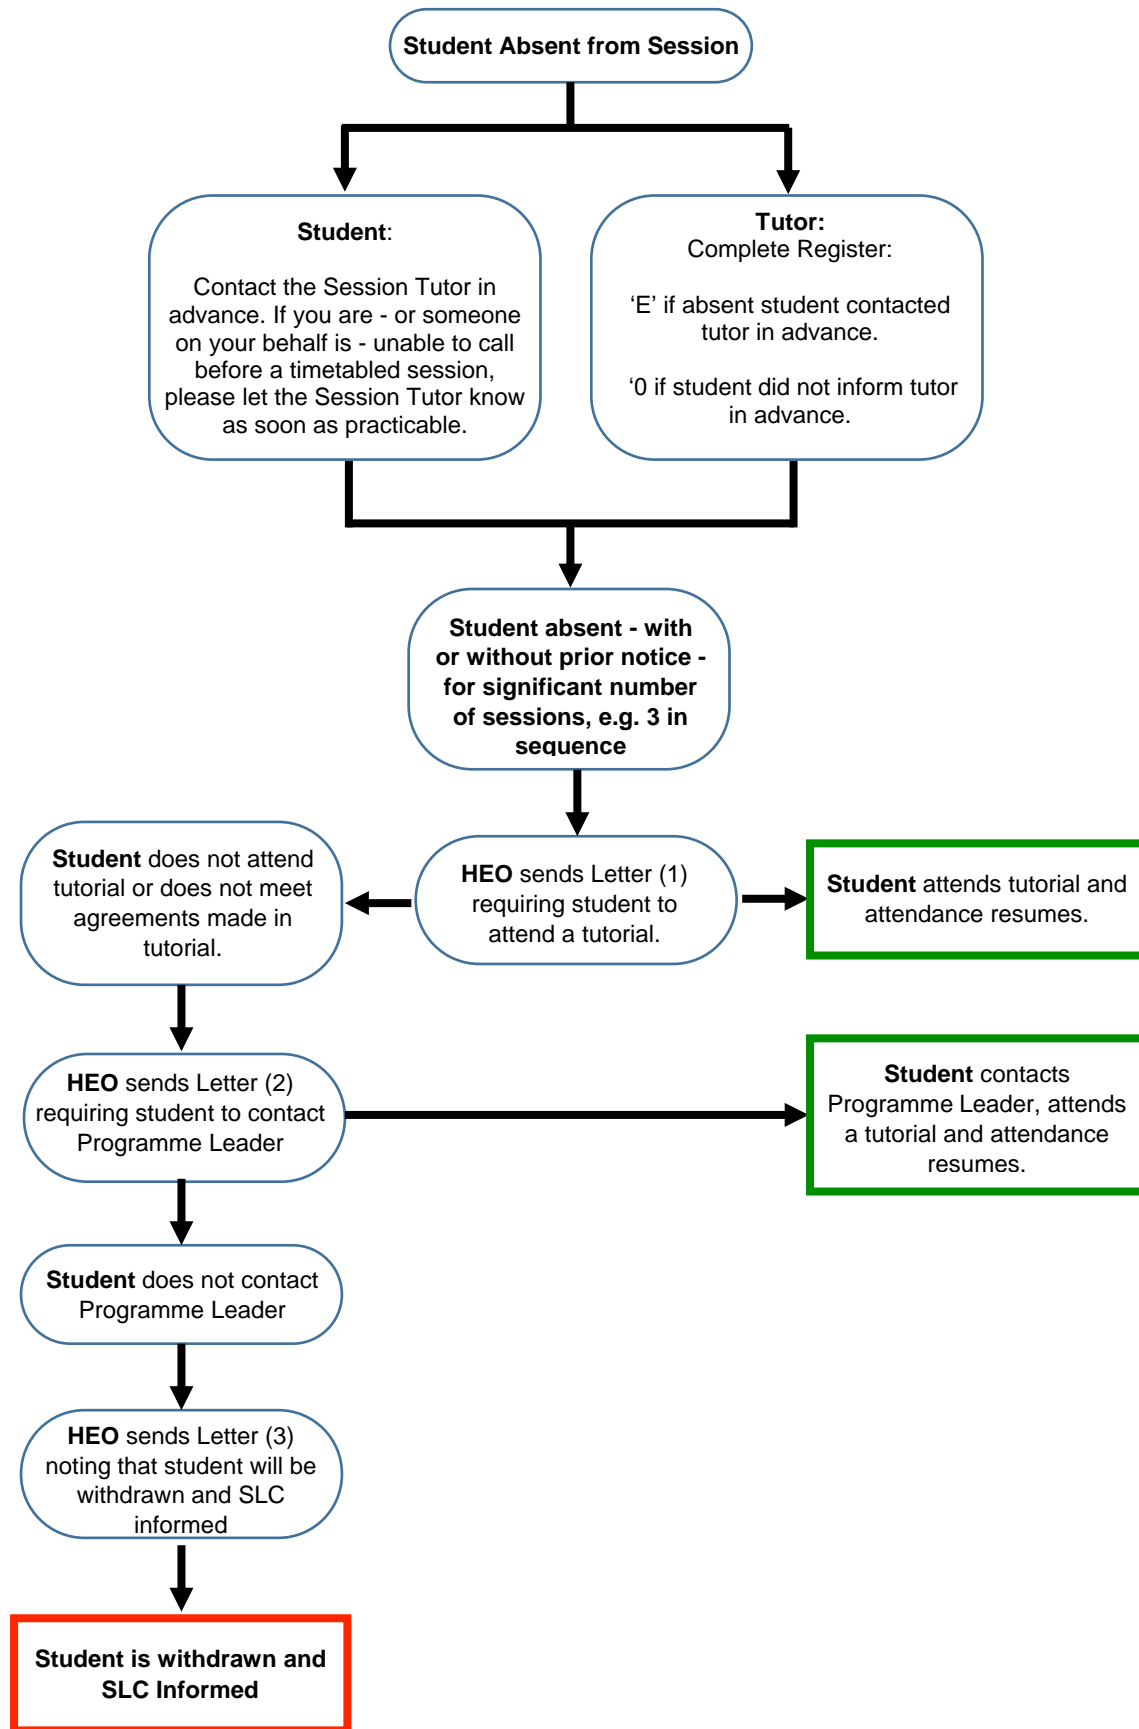 Student Absent from Session
Student:
Contact the Session Tutor in
advance. If you are - or someone
on your behalf is - unable to call
before a timetabled session,
please let the Session Tutor know
as soon as practicable.
Tutor:
Complete Register:
‘E’ if absent student contacted
tutor in advance.
‘0 if student did not inform tutor
in advance.
Student absent - with
or without prior notice -
for significant number
of sessions, e.g. 3 in
sequence
Student does not attend
tutorial or does not meet
agreements made in
tutorial.
HEO sends Letter (1)
requiring student to
attend a tutorial.
Student attends tutorial and
attendance resumes.
HEO sends Letter (2)
requiring student to contact
Programme Leader
Student contacts
Programme Leader, attends
a tutorial and attendance
resumes.
Student does not contact
Programme Leader
HEO sends Letter (3)
noting that student will be
withdrawn and SLC
informed
Student is withdrawn and
SLC Informed